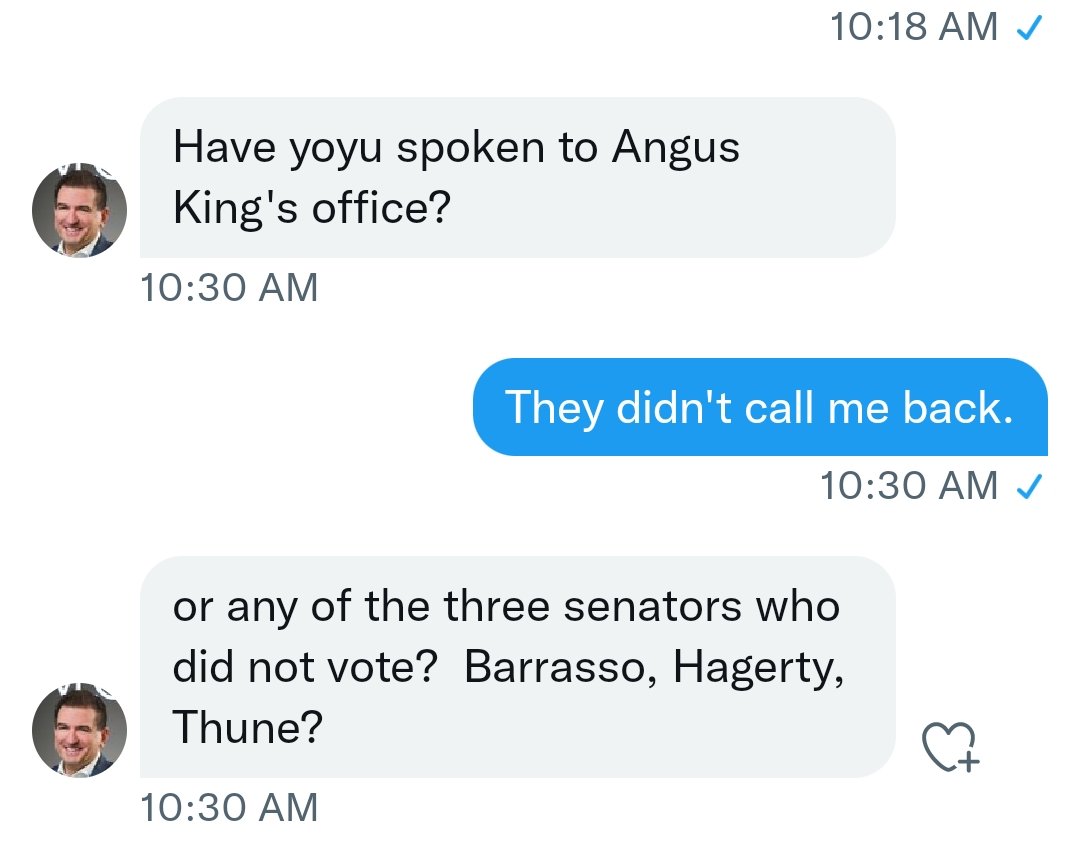 10:18 AM
Have yoyu spoken to Angus
King's office?
10:30 AM
They didn't call me back.
10:30 AM
or any of the three senators who
did not vote?  Barrasso, Hagerty,
Thune?
10:30 AM